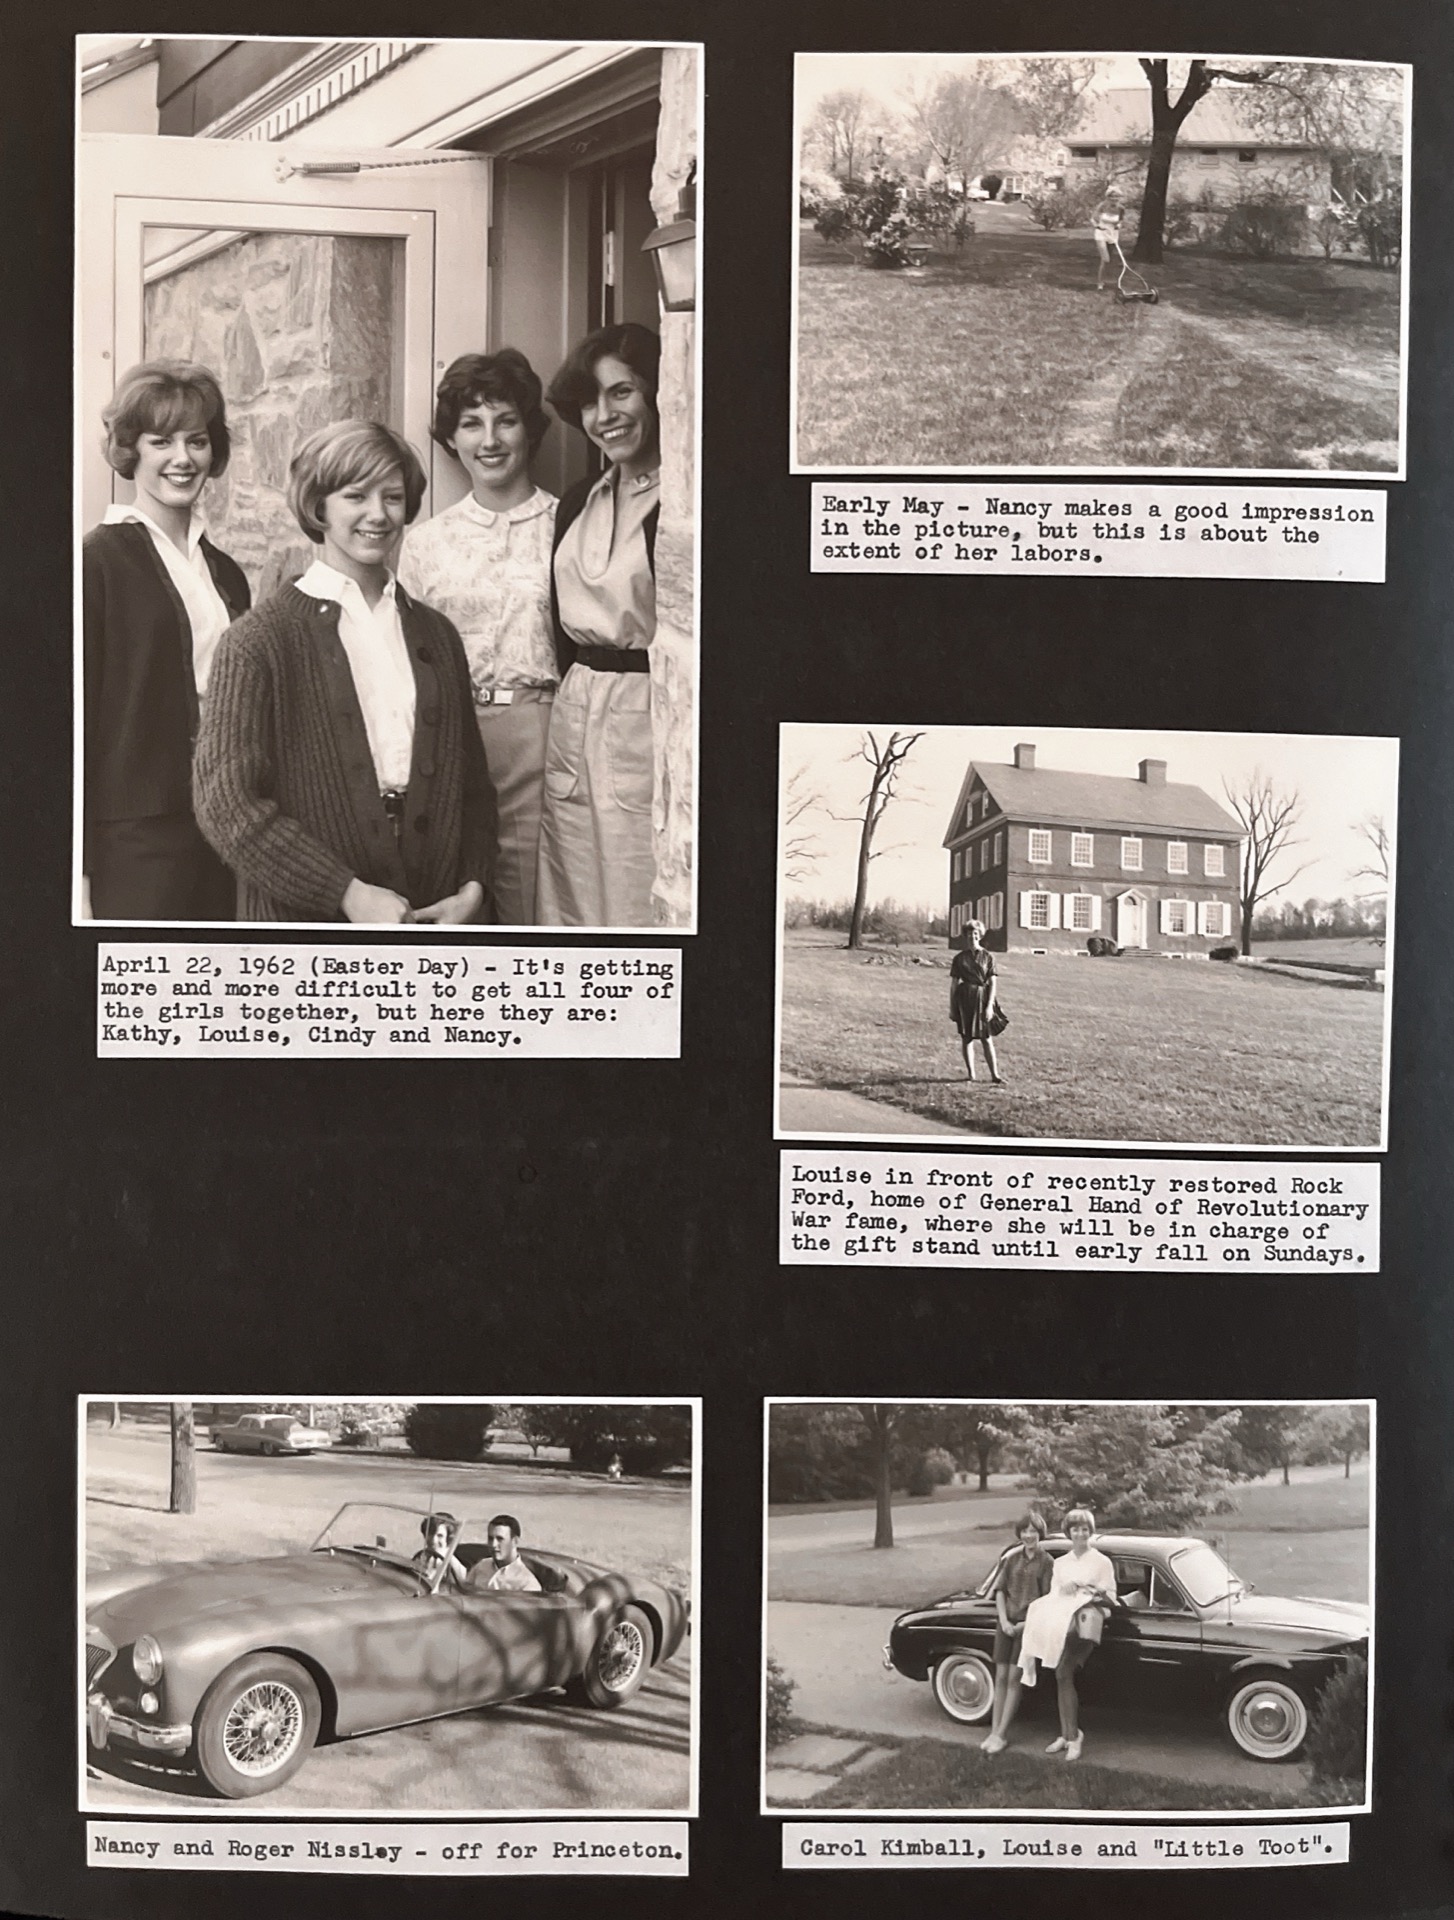 April 22, 1962 (Easter Day) - It's getting
more and more difficult to get all four of
the girls together, but here they are:
Kathy, Louise, Cindy and Nancy.
Early May - Nancy makes a good impression
in the picture, but this is about the
extent of her labors.
Louise in front of recently restored Rock
Ford, home of General Hand of Revolutionary
War fame, where she will be in charge of
the gift stand until early fall on Sundays.
Nancy and Roger Nissley - off for Princeton.
Carol Kimball, Louise and "Little Toot".